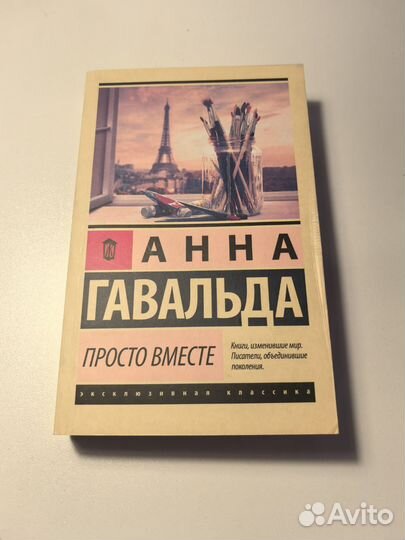 АННА
ГАВАЛЬДА
ПРОСТО ВМЕСТЕ
Книги, изменившие мир.
Писатели, объединившие
поколения.
эксклюзивная классика
Avito